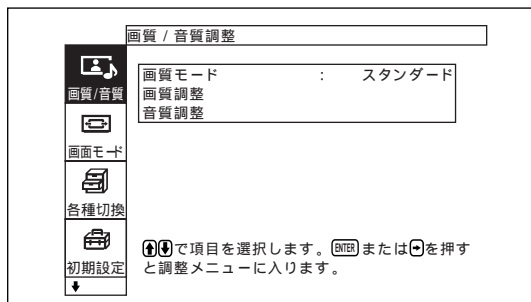 画質 / 音質調整
画質/音質
画面モード
各種切換
初期設定
画質モード : スタンダード
画質調整
音質調整
で項目を選択します。ENTERまたはを押す
と調整メニューに入ります。